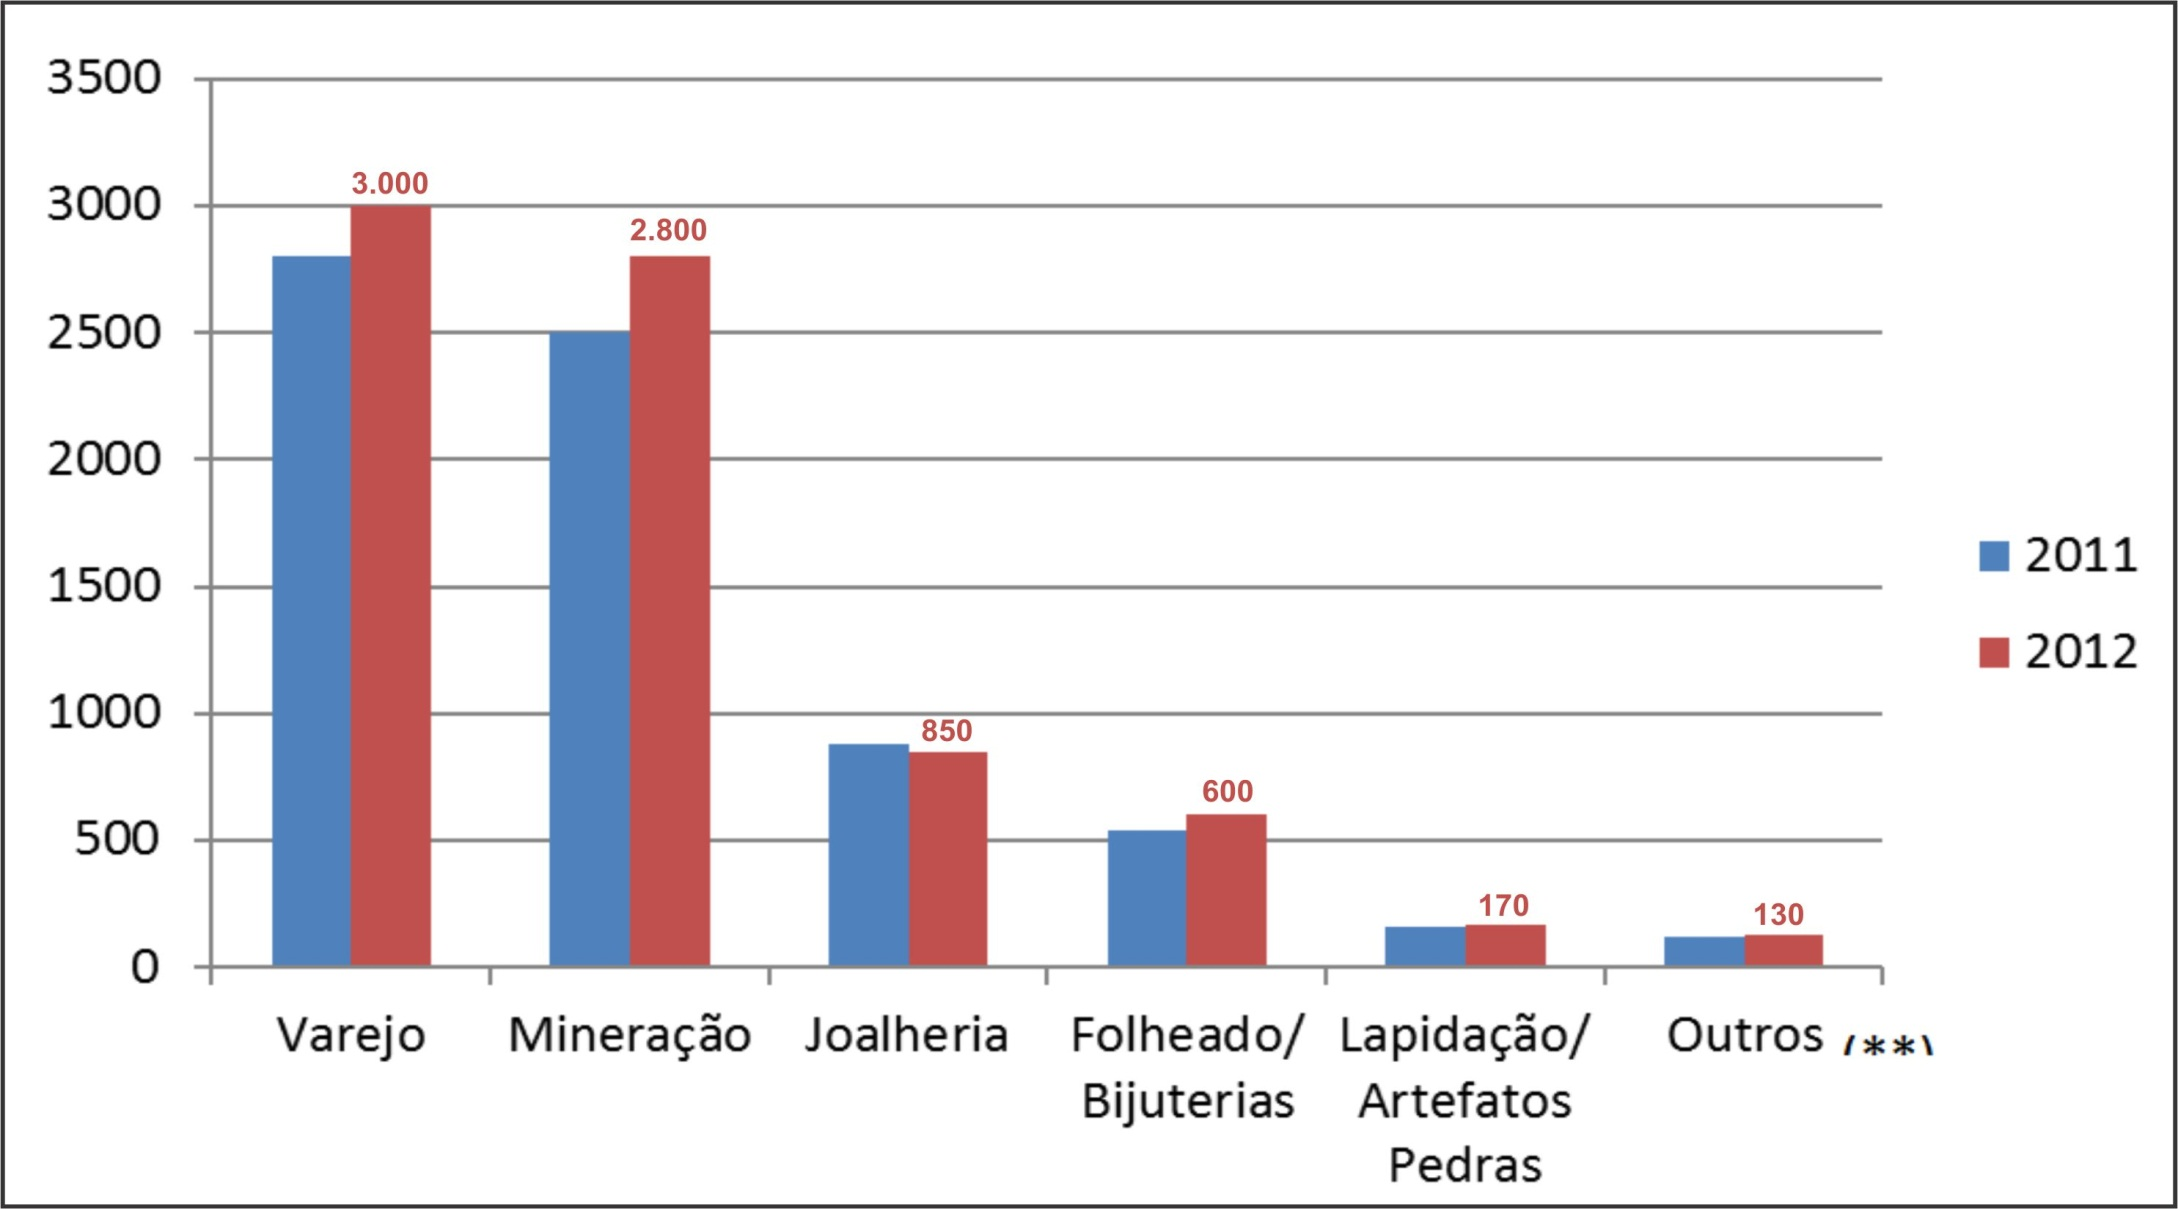 3500
3000
2500
2000
1500
1000
500
0
3.000
2.800
850
600
170
130
2011
2012
Varejo
Mineração
Joalheria
Folheado/
Bijuterias
Lapidação/
Artefatos
Pedras
Outros (**)